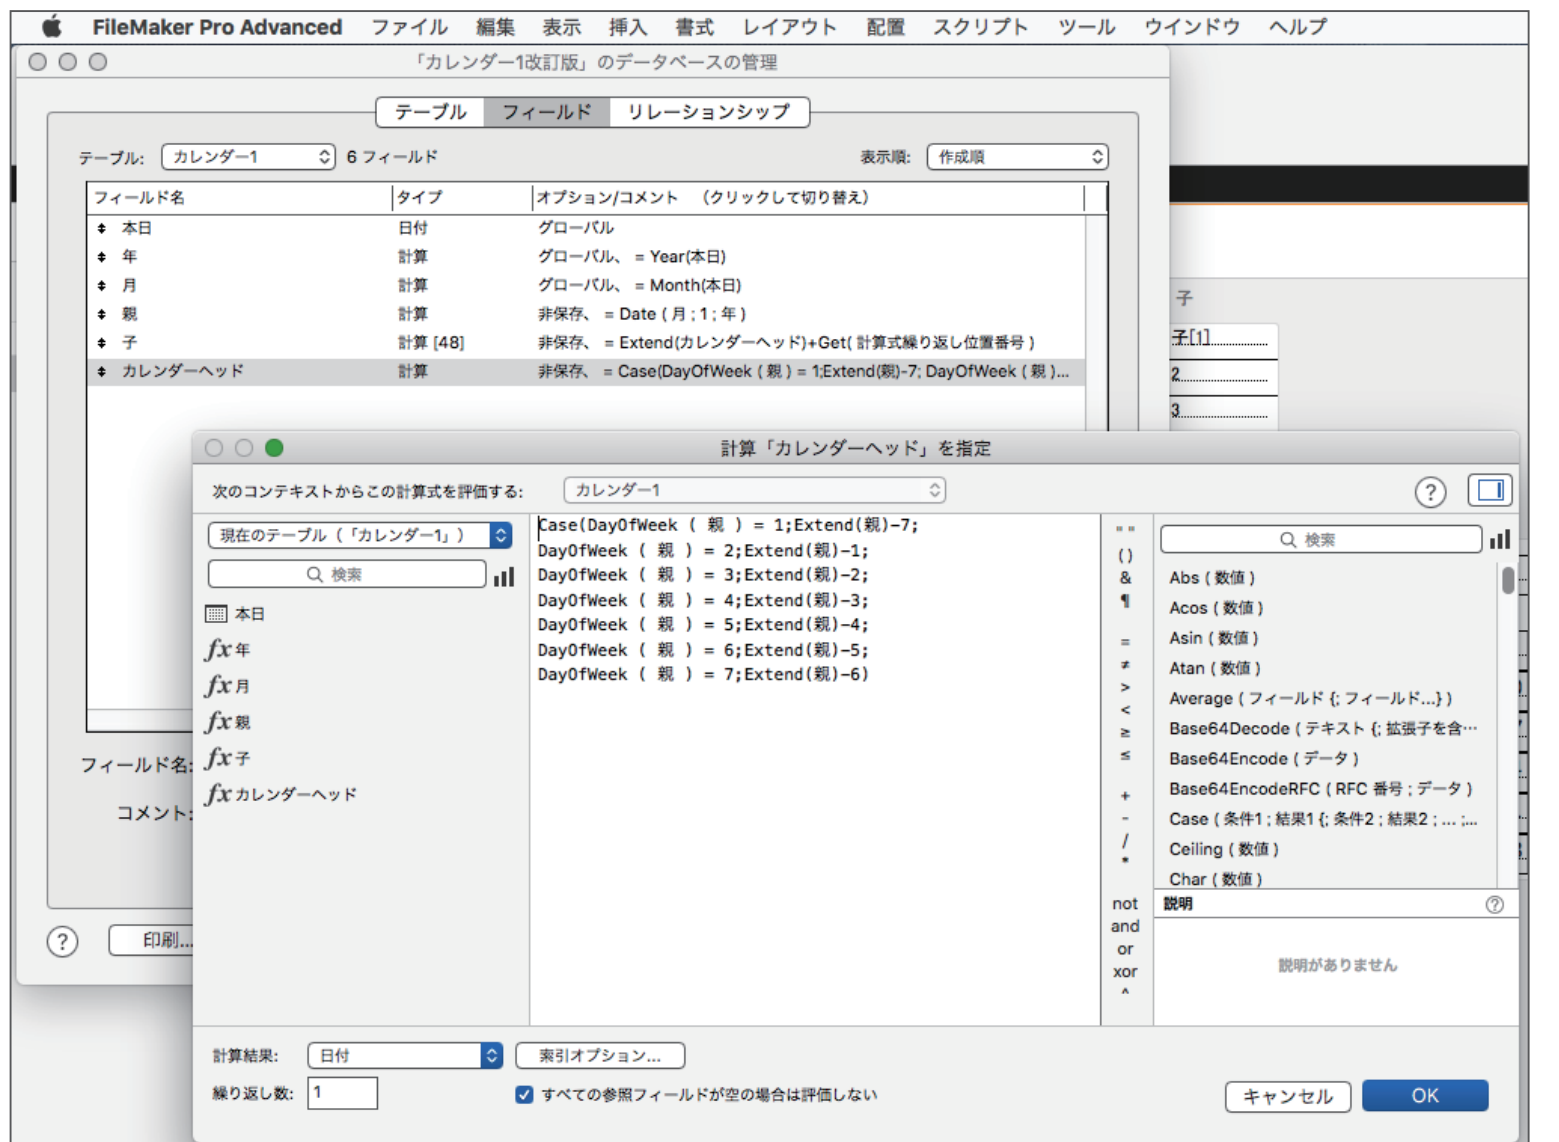 FileMaker Pro Advanced ファイル 編集 表示 挿入 書式 レイアウト 配置 スクリプト ツール ウインドウ ヘルプ
「カレンダー1改訂版」のデータベースの管理
テーブル フィールド リレーションシップ
テーブル: カレンダー1 6 フィールド 表示順: 作成順
フィールド名 タイプ オプション/コメント （クリックして切り替え）
本日 日付 グローバル
年 計算 グローバル、 = Year(本日)
月 計算 グローバル、 = Month(本日)
親 計算 非保存、 = Date ( 月 ; 1 ; 年 )
子 計算 [48] 非保存、 = Extend(カレンダーヘッド)+Get( 計算式繰り返し位置番号 )
カレンダーヘッド 計算 非保存、 = Case(DayOfWeek ( 親 ) = 1;Extend(親)-7; DayOfWeek ( 親 )...
子
子[1]
2
3
計算「カレンダーヘッド」を指定
次のコンテキストからこの計算式を評価する: カレンダー1
?
現在のテーブル（「カレンダー1」）
検索
本日
fx 年
fx 月
fx 親
fx 子
fx カレンダーヘッド
Case(DayOfWeek ( 親 ) = 1;Extend(親)-7;
DayOfWeek ( 親 ) = 2;Extend(親)-1;
DayOfWeek ( 親 ) = 3;Extend(親)-2;
DayOfWeek ( 親 ) = 4;Extend(親)-3;
DayOfWeek ( 親 ) = 5;Extend(親)-4;
DayOfWeek ( 親 ) = 6;Extend(親)-5;
DayOfWeek ( 親 ) = 7;Extend(親)-6)
" "
( )
&
¶
=
≠
>
<
≥
≤
+
-
/
*
not
and
or
xor
^
検索
Abs ( 数値 )
Acos ( 数値 )
Asin ( 数値 )
Atan ( 数値 )
Average ( フィールド {; フィールド...} )
Base64Decode ( テキスト {; 拡張子を含…
Base64Encode ( データ )
Base64EncodeRFC ( RFC 番号 ; データ )
Case ( 条件1 ; 結果1 {; 条件2 ; 結果2 ; ... ;...
Ceiling ( 数値 )
Char ( 数値 )
説明 ?
説明がありません
フィールド名:
コメント:
? 印刷...
計算結果: 日付 索引オプション...
繰り返し数: 1 すべての参照フィールドが空の場合は評価しない
キャンセル OK